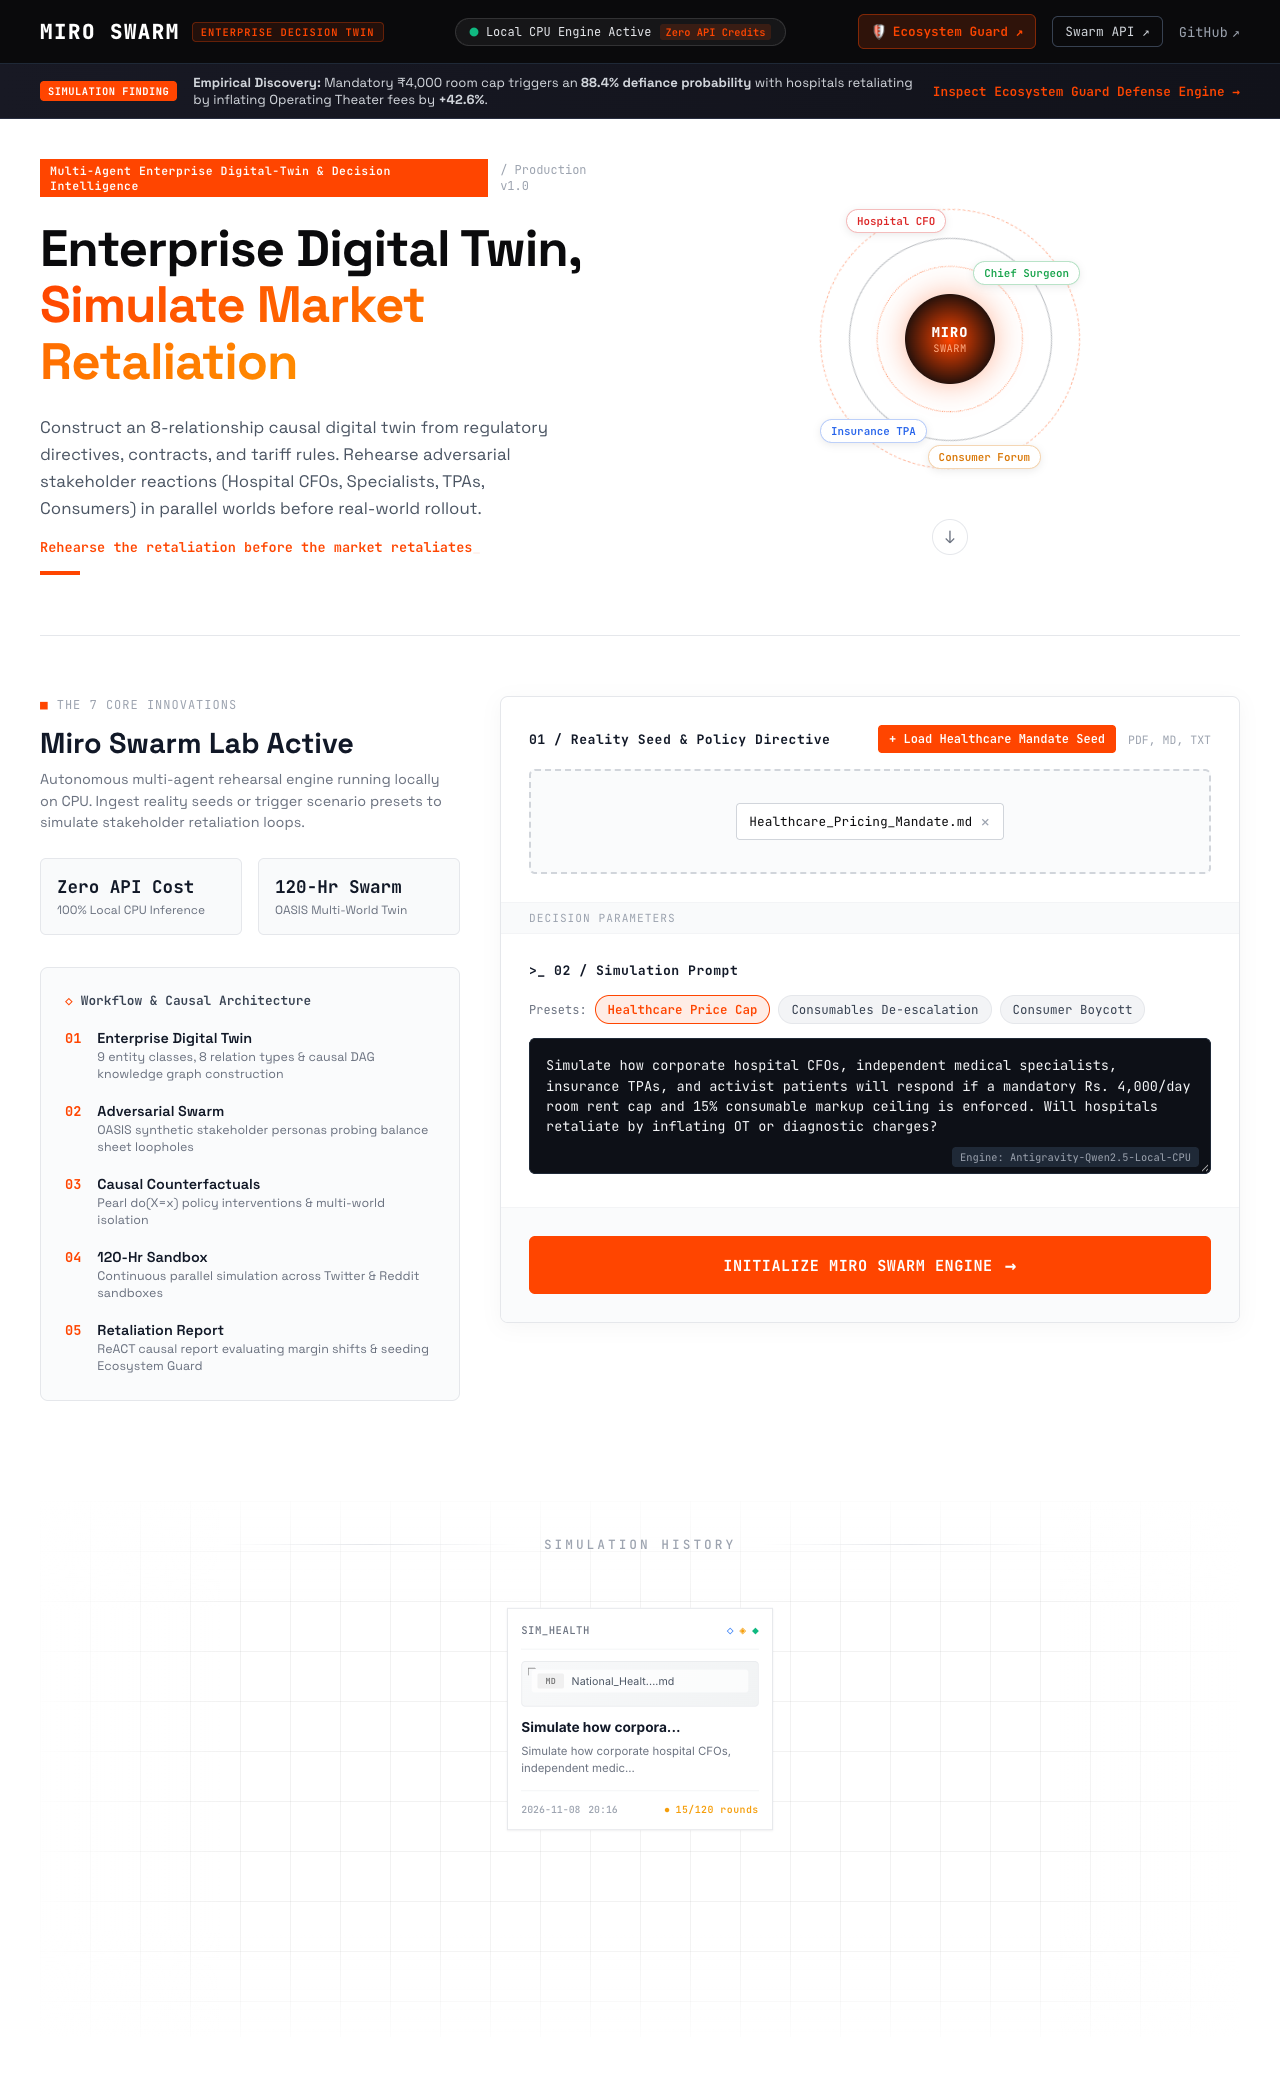 MIRO SWARM
ENTERPRISE DECISION TWIN
Local CPU Engine Active
Zero API Credits
Ecosystem Guard ↗
Swarm API ↗
GitHub ↗
SIMULATION FINDING
Empirical Discovery: Mandatory ₹4,000 room cap triggers an 88.4% defiance probability with hospitals retaliating
by inflating Operating Theater fees by +42.6%.
Inspect Ecosystem Guard Defense Engine →
Multi-Agent Enterprise Digital-Twin & Decision
Intelligence
/ Production
v1.0
Enterprise Digital Twin,
Simulate Market
Retaliation
Construct an 8-relationship causal digital twin from regulatory
directives, contracts, and tariff rules. Rehearse adversarial
stakeholder reactions (Hospital CFOs, Specialists, TPAs,
Consumers) in parallel worlds before real-world rollout.
Rehearse the retaliation before the market retaliates
Hospital CFO
Chief Surgeon
MIRO
SWARM
Insurance TPA
Consumer Forum
↓
■ THE 7 CORE INNOVATIONS
Miro Swarm Lab Active
Autonomous multi-agent rehearsal engine running locally
on CPU. Ingest reality seeds or trigger scenario presets to
simulate stakeholder retaliation loops.
Zero API Cost
100% Local CPU Inference
120-Hr Swarm
OASIS Multi-World Twin
◇ Workflow & Causal Architecture
01 Enterprise Digital Twin
9 entity classes, 8 relation types & causal DAG
knowledge graph construction
02 Adversarial Swarm
OASIS synthetic stakeholder personas probing balance
sheet loopholes
03 Causal Counterfactuals
Pearl do(X=x) policy interventions & multi-world
isolation
04 120-Hr Sandbox
Continuous parallel simulation across Twitter & Reddit
sandboxes
05 Retaliation Report
ReACT causal report evaluating margin shifts & seeding
Ecosystem Guard
01 / Reality Seed & Policy Directive
+ Load Healthcare Mandate Seed
PDF, MD, TXT
Healthcare_Pricing_Mandate.md ×
DECISION PARAMETERS
>_ 02 / Simulation Prompt
Presets:
Healthcare Price Cap
Consumables De-escalation
Consumer Boycott
Simulate how corporate hospital CFOs, independent medical specialists,
insurance TPAs, and activist patients will respond if a mandatory Rs. 4,000/day
room rent cap and 15% consumable markup ceiling is enforced. Will hospitals
retaliate by inflating OT or diagnostic charges?
Engine: Antigravity-Qwen2.5-Local-CPU
INITIALIZE MIRO SWARM ENGINE →
SIMULATION HISTORY
SIM_HEALTH
◇ ◈ ◆
MD National_Healt....md
Simulate how corpora...
Simulate how corporate hospital CFOs,
independent medic...
2026-11-08 20:16
● 15/120 rounds